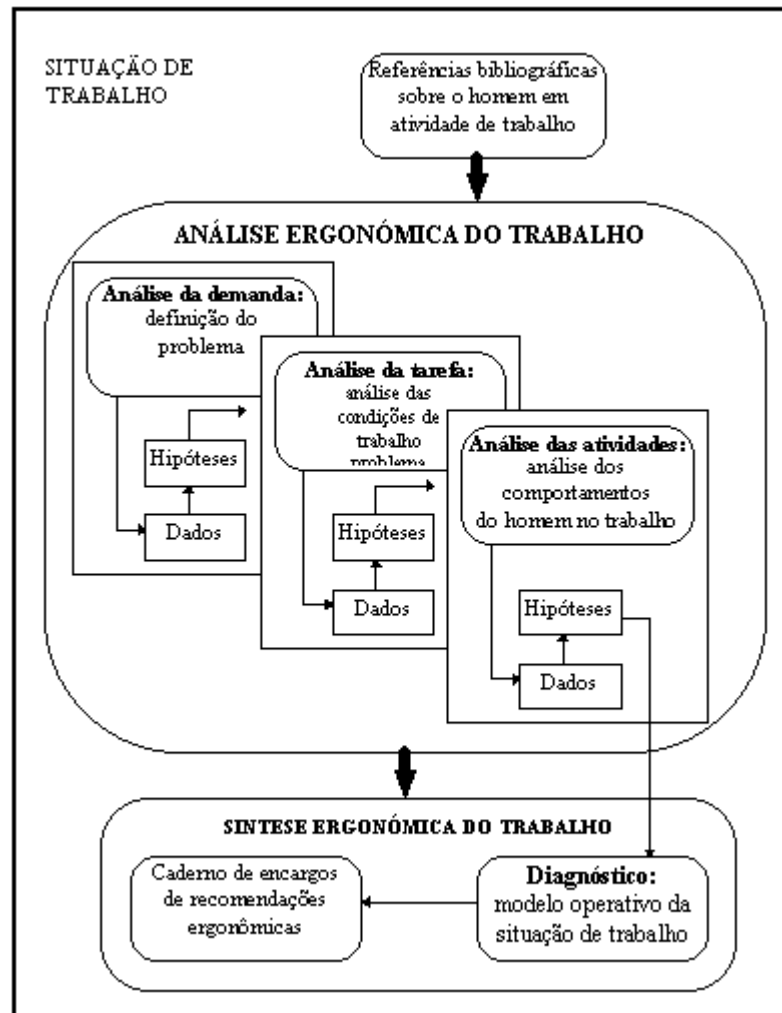 SITUAÇÃO DE
TRABALHO
Referências bibliográficas
sobre o homem em
atividade de trabalho
ANÁLISE ERGONÓMICA DO TRABALHO
Análise da demanda:
definição do
problema
Hipóteses
Dados
Análise da tarefa:
análise das
condições de
trabalho
problema
Hipóteses
Dados
Análise das atividades:
análise dos
comportamentos
do homem no trabalho
Hipóteses
Dados
SINTESE ERGONÓMICA DO TRABALHO
Caderno de encargos
de recomendações
ergonômicas
Diagnóstico:
modelo operativo da
situação de trabalho